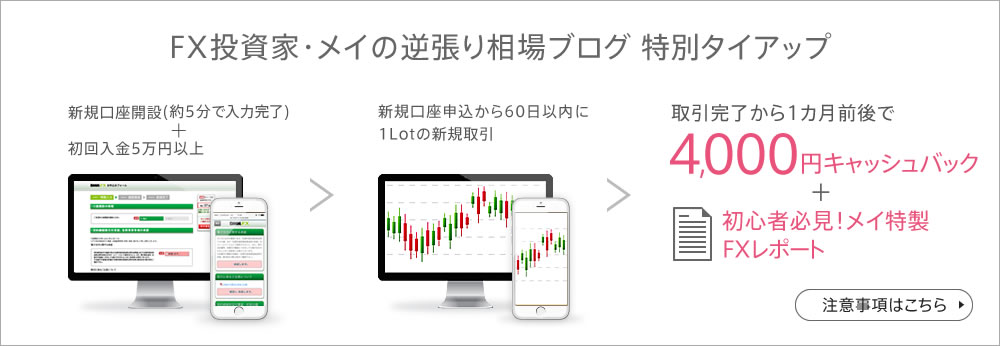 FX投資家・メイの逆張り相場ブログ 特別タイアップ
新規口座開設(約5分で入力完了)
+
初回入金5万円以上
新規口座申込から60日以内に
1Lotの新規取引
取引完了から1カ月前後で
4,000円キャッシュバック
+
初心者必見!メイ特製
FXレポート
注意事項はこちら